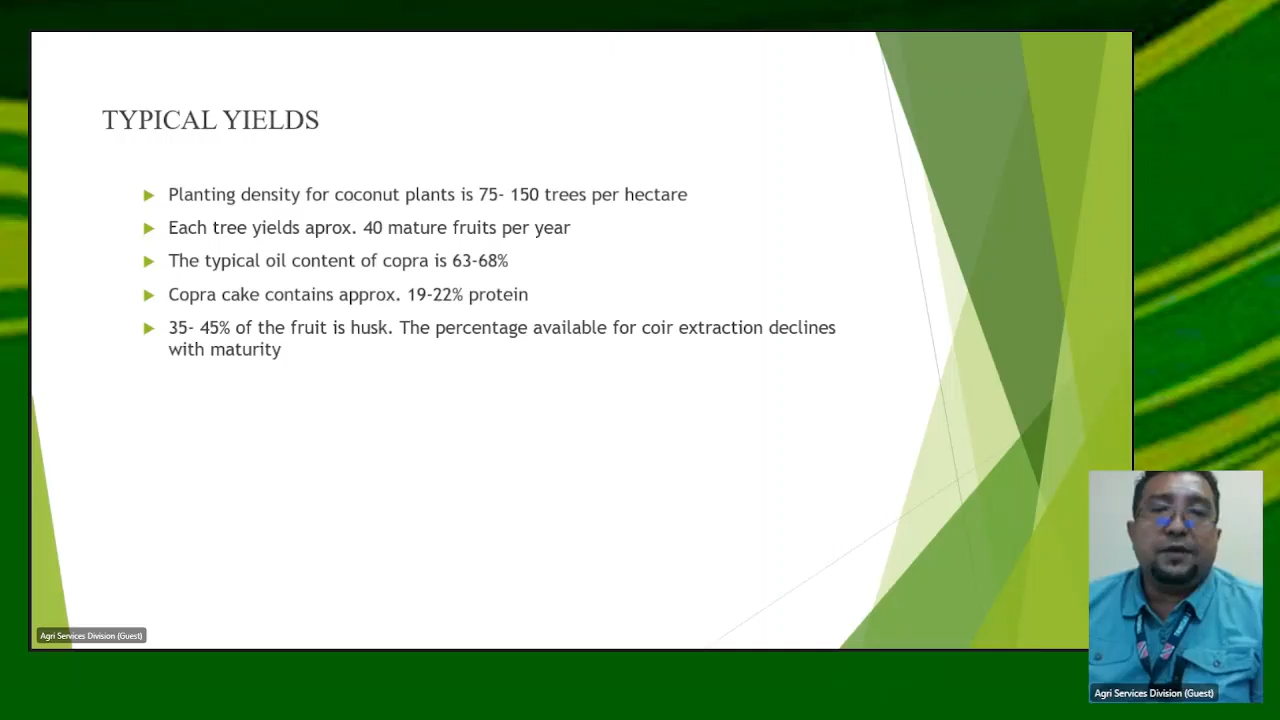 TYPICAL YIELDS
Planting density for coconut plants is 75- 150 trees per hectare
Each tree yields aprox. 40 mature fruits per year
The typical oil content of copra is 63-68%
Copra cake contains approx. 19-22% protein
35- 45% of the fruit is husk. The percentage available for coir extraction declines
with maturity
Agri Services Division (Guest)
Agri Services Division (Guest)